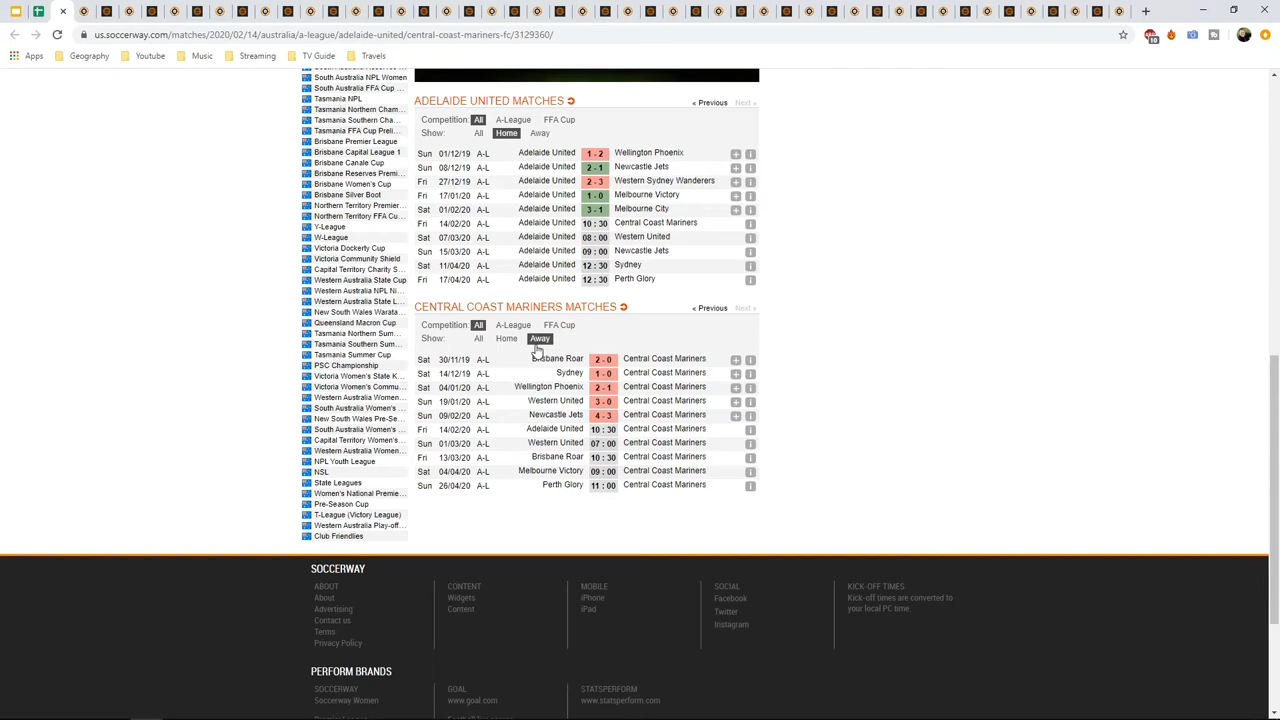 us.soccerway.com/matches/2020/02/14/australia/a-league/adelaide-united/central-coast-mariners-fc/3129360/
10
Apps Geography Youtube Music Streaming TV Guide Travels
South Australia NPL Women
South Australia FFA Cup ...
Tasmania NPL
Tasmania Northern Cham...
Tasmania Southern Cham...
Tasmania FFA Cup Preli...
Brisbane Premier League
Brisbane Capital League 1
Brisbane Canale Cup
Brisbane Reserves Premi...
Brisbane Women's Cup
Brisbane Silver Boot
Northern Territory Premier...
Northern Territory FFA Cu...
Y-League
W-League
Victoria Dockerty Cup
Victoria Community Shield
Capital Territory Charity S...
Western Australia State Cup
Western Australia NPL Ni...
Western Australia State L...
New South Wales Warata...
Queensland Macron Cup
Tasmania Northern Sum...
Tasmania Southern Sum...
Tasmania Summer Cup
PSC Championship
Victoria Women's State K...
Victoria Women's Commu...
Western Australia Women...
South Australia Women's ...
New South Wales Pre-Se...
South Australia Women's ...
Capital Territory Women's...
Western Australia Women...
NPL Youth League
NSL
State Leagues
Women's National Premie...
Pre-Season Cup
T-League (Victory League)
Western Australia Play-off...
Club Friendlies
ADELAIDE UNITED MATCHES
« Previous Next »
Competition: All A-League FFA Cup
Show: All Home Away
Sun 01/12/19 A-L Adelaide United 1 - 2 Wellington Phoenix
Sun 08/12/19 A-L Adelaide United 2 - 1 Newcastle Jets
Fri 27/12/19 A-L Adelaide United 2 - 3 Western Sydney Wanderers
Fri 17/01/20 A-L Adelaide United 1 - 0 Melbourne Victory
Sat 01/02/20 A-L Adelaide United 3 - 1 Melbourne City
Fri 14/02/20 A-L Adelaide United 10 : 30 Central Coast Mariners
Sat 07/03/20 A-L Adelaide United 08 : 00 Western United
Sun 15/03/20 A-L Adelaide United 09 : 00 Newcastle Jets
Sat 11/04/20 A-L Adelaide United 12 : 30 Sydney
Fri 17/04/20 A-L Adelaide United 12 : 30 Perth Glory
CENTRAL COAST MARINERS MATCHES
« Previous Next »
Competition: All A-League FFA Cup
Show: All Home Away
Sat 30/11/19 A-L Brisbane Roar 2 - 0 Central Coast Mariners
Sat 14/12/19 A-L Sydney 1 - 0 Central Coast Mariners
Sat 04/01/20 A-L Wellington Phoenix 2 - 1 Central Coast Mariners
Sun 19/01/20 A-L Western United 3 - 0 Central Coast Mariners
Sun 09/02/20 A-L Newcastle Jets 4 - 3 Central Coast Mariners
Fri 14/02/20 A-L Adelaide United 10 : 30 Central Coast Mariners
Sun 01/03/20 A-L Western United 07 : 00 Central Coast Mariners
Fri 13/03/20 A-L Brisbane Roar 10 : 30 Central Coast Mariners
Sat 04/04/20 A-L Melbourne Victory 09 : 00 Central Coast Mariners
Sun 26/04/20 A-L Perth Glory 11 : 00 Central Coast Mariners
SOCCERWAY
ABOUT
About
Advertising
Contact us
Terms
Privacy Policy
CONTENT
Widgets
Content
MOBILE
iPhone
iPad
SOCIAL
Facebook
Twitter
Instagram
KICK-OFF TIMES
Kick-off times are converted to
your local PC time.
PERFORM BRANDS
SOCCERWAY
Soccerway Women
GOAL
www.goal.com
STATSPERFORM
www.statsperform.com